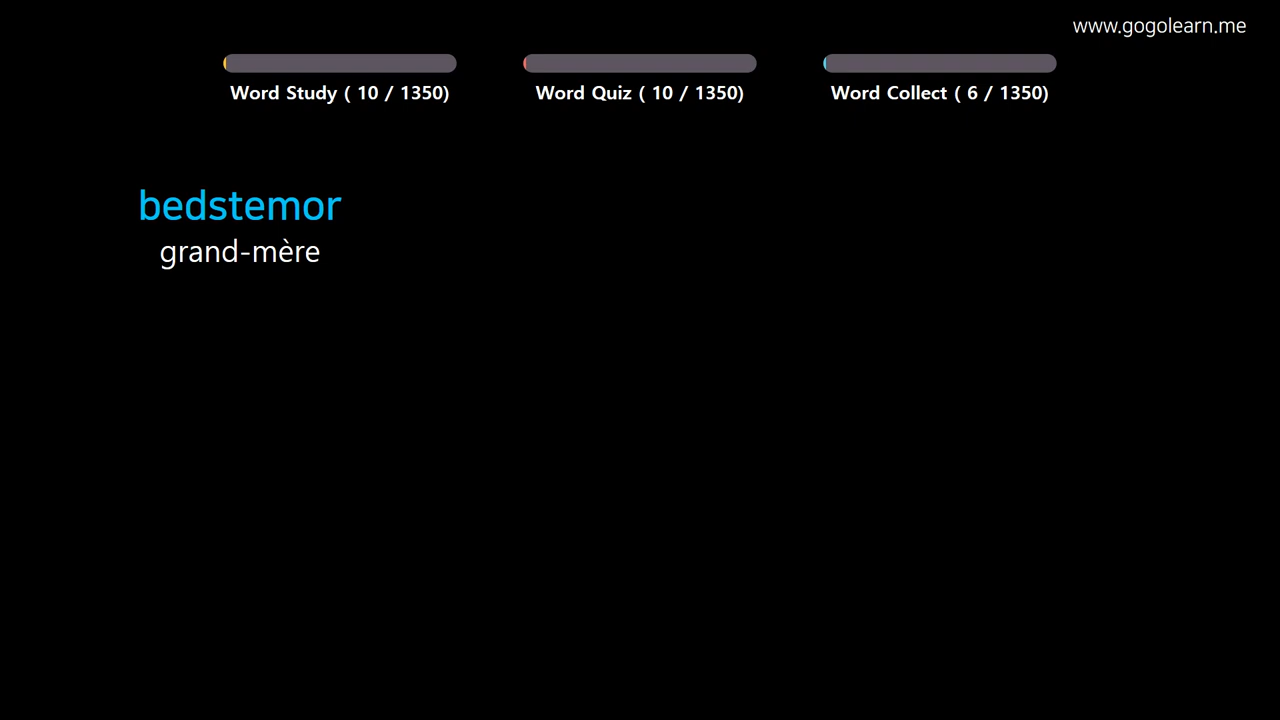 www.gogolearn.me
Word Study ( 10 / 1350)
Word Quiz ( 10 / 1350)
Word Collect ( 6 / 1350)
bedstemor
grand-mère